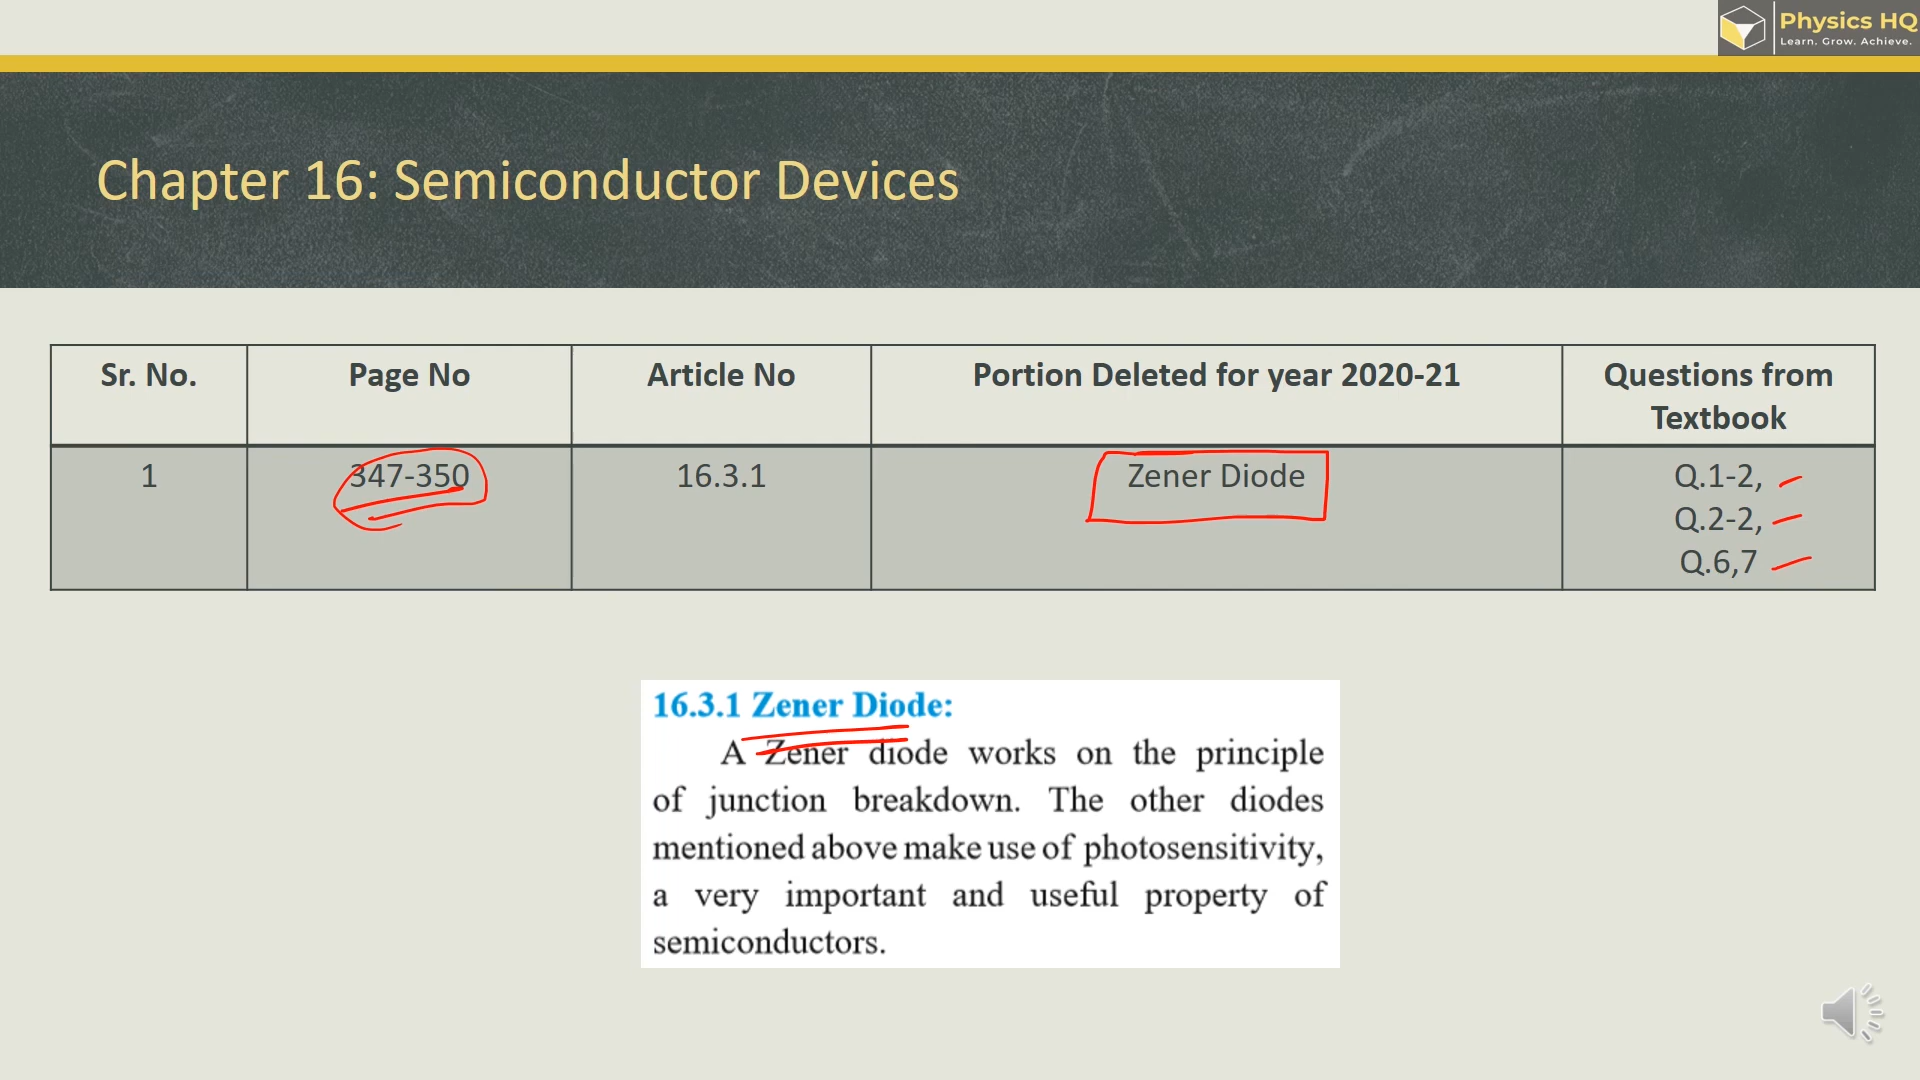 Physics HQ
Learn. Grow. Achieve.
Chapter 16: Semiconductor Devices
Sr. No.
Page No
Article No
Portion Deleted for year 2020-21
Questions from
Textbook
1
347-350
16.3.1
Zener Diode
Q.1-2,
Q.2-2,
Q.6,7
16.3.1 Zener Diode:
A Zener diode works on the principle
of junction breakdown. The other diodes
mentioned above make use of photosensitivity,
a very important and useful property of
semiconductors.